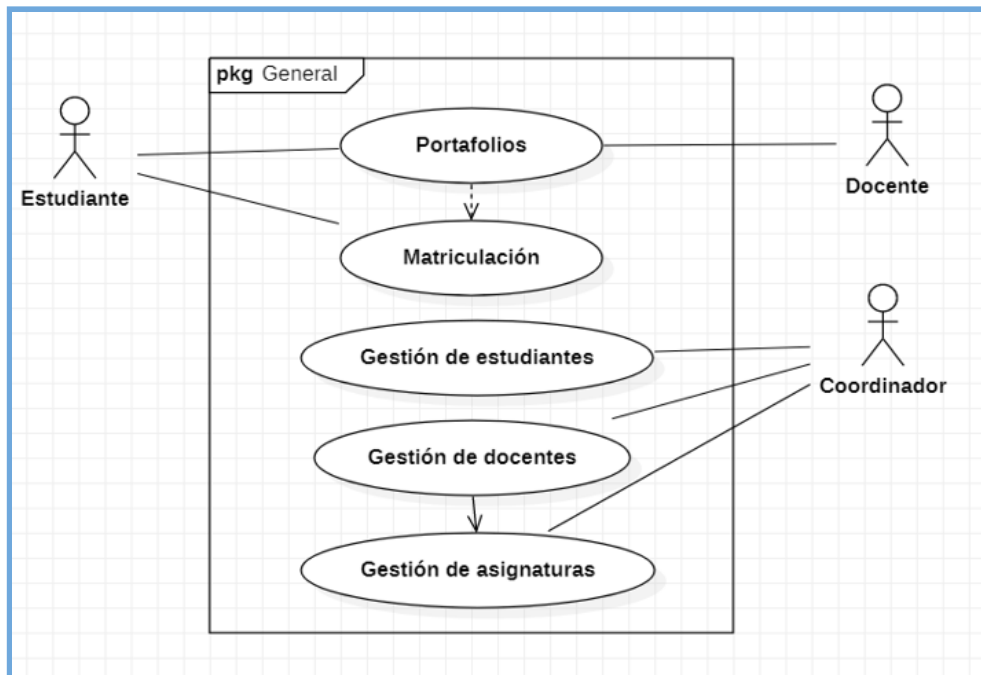 pkg General
Portafolios
Estudiante
Docente
Matriculación
Gestión de estudiantes
Coordinador
Gestión de docentes
Gestión de asignaturas